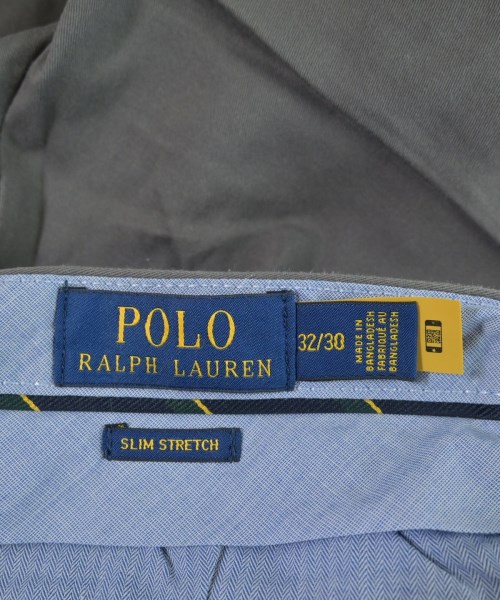 POLO
RALPH LAUREN
32/30
MADE IN
BANGLADESH
FABRIQUÉ AU
BANGLADESH
SLIM STRETCH